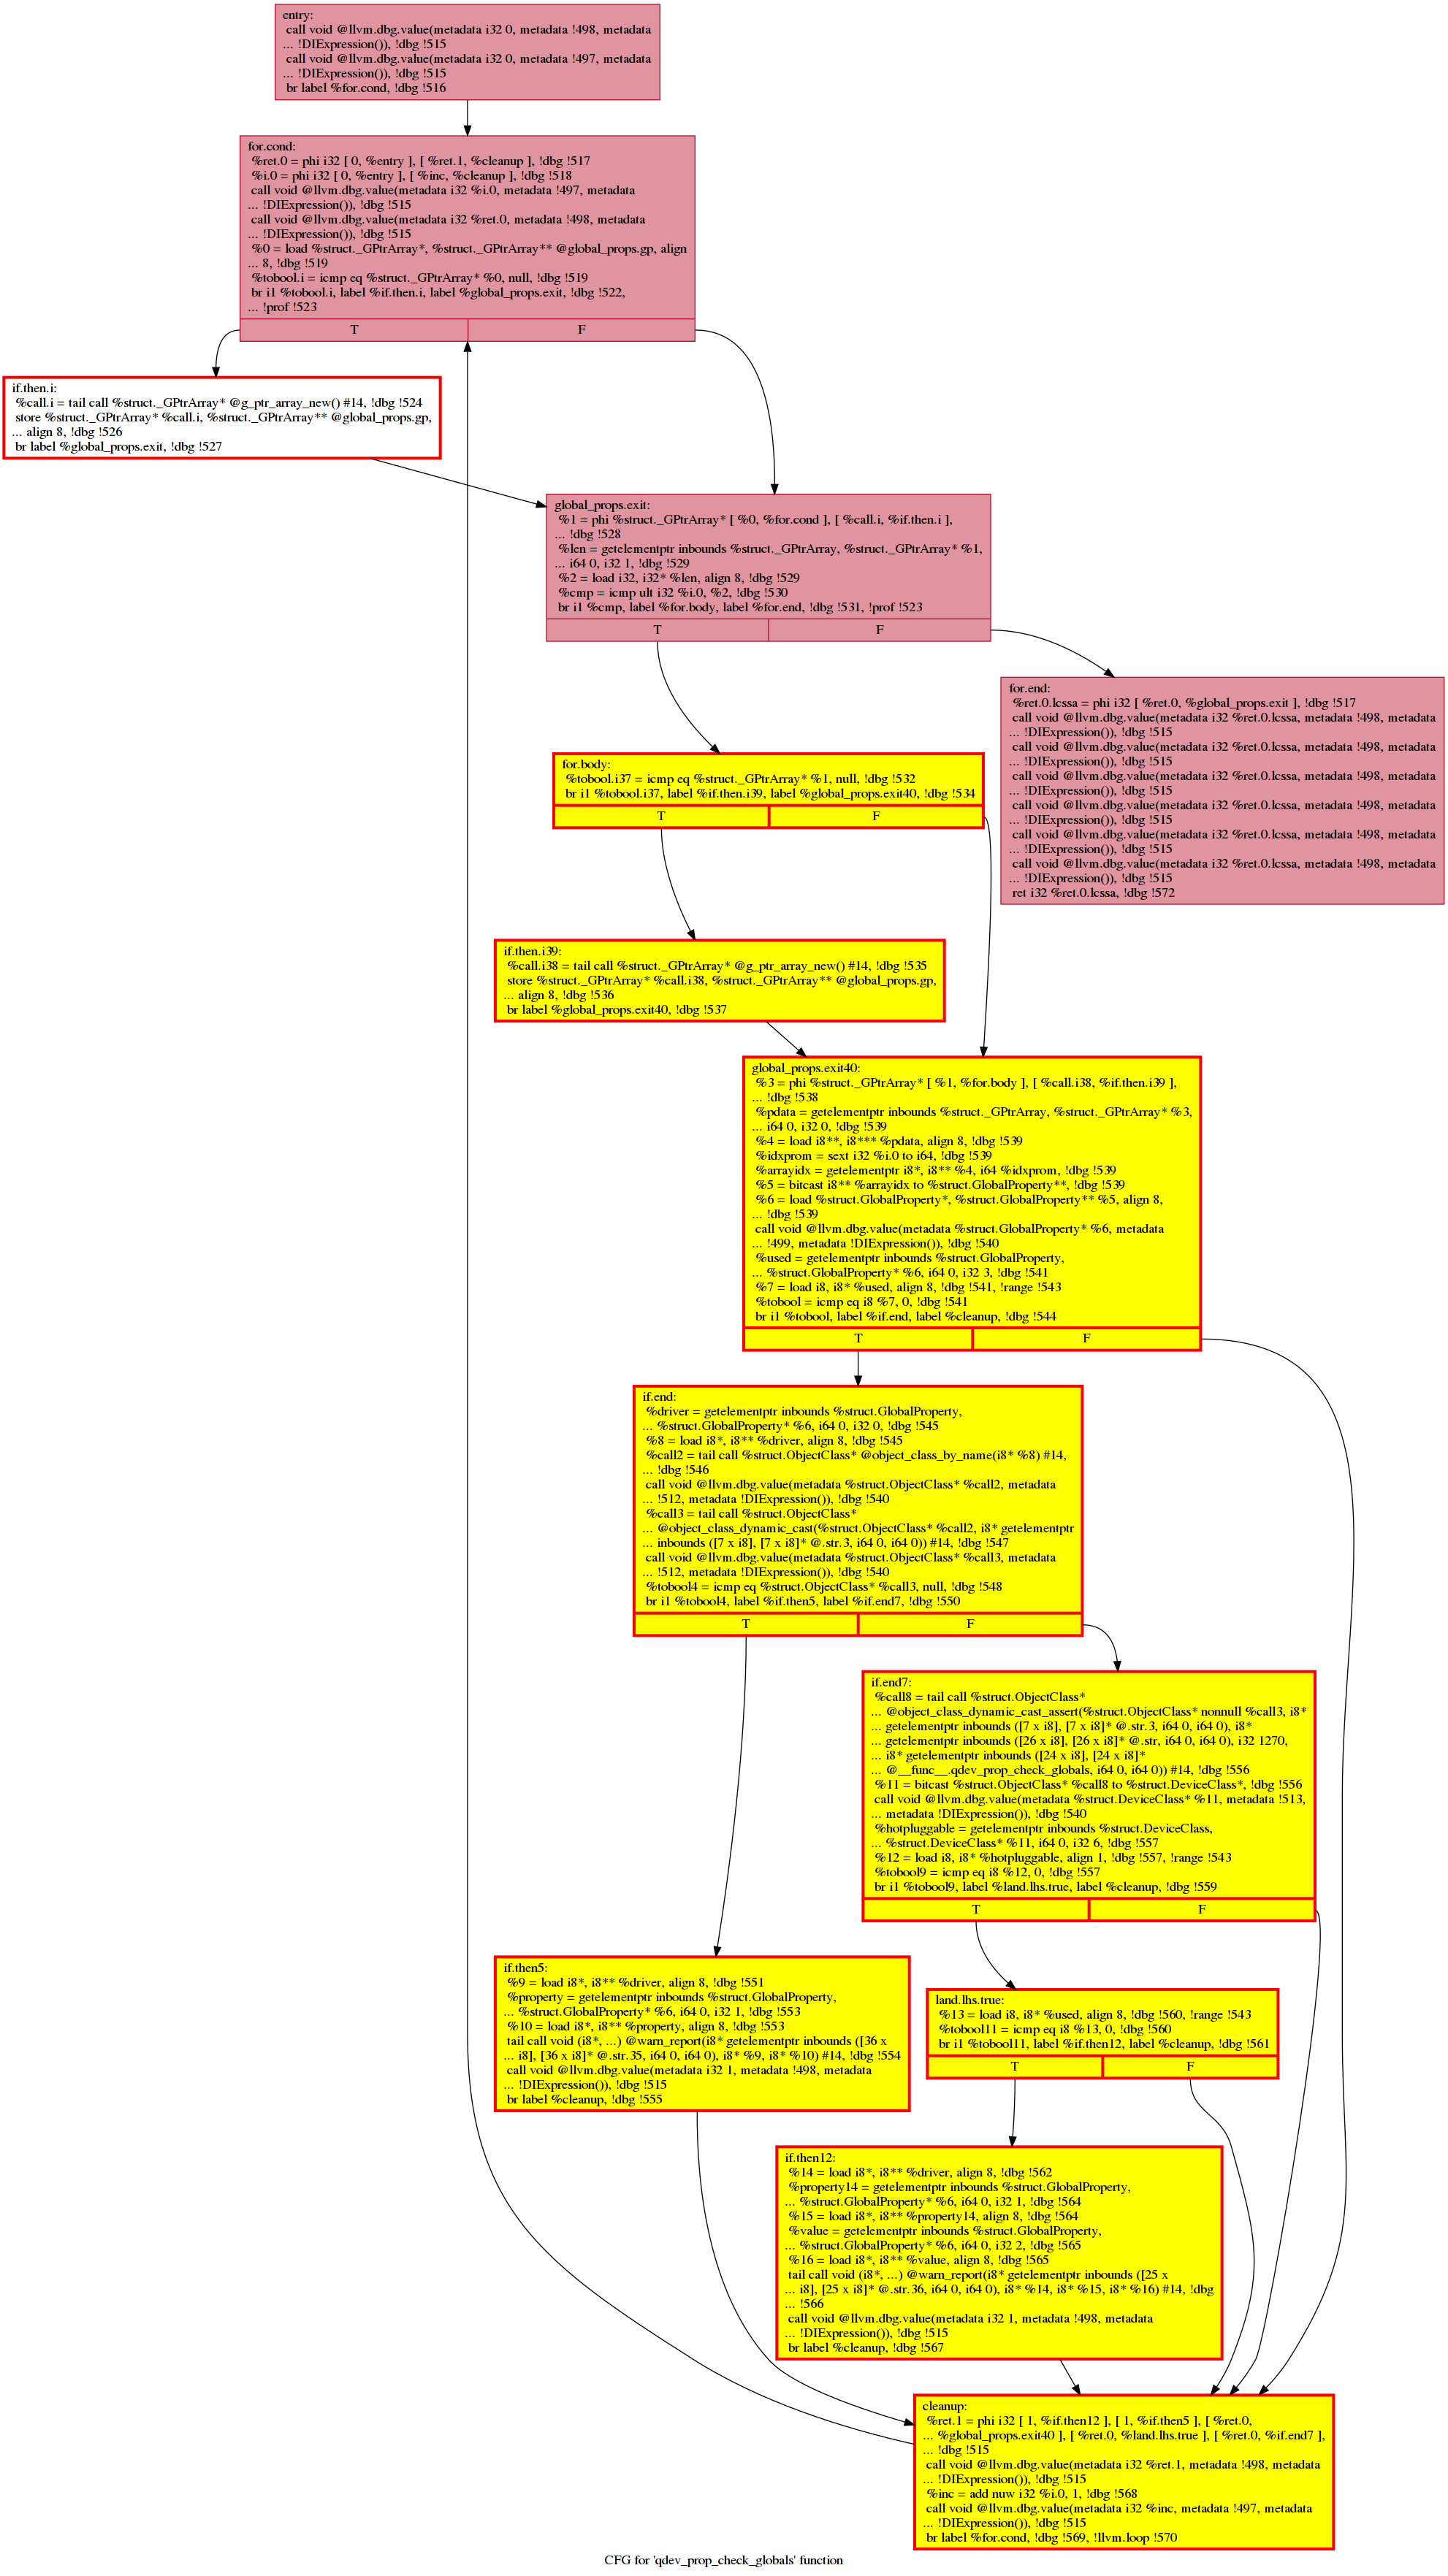 entry:
call void @llvm.dbg.value(metadata i32 0, metadata !498, metadata
... !DIExpression()), !dbg !515
call void @llvm.dbg.value(metadata i32 0, metadata !497, metadata
... !DIExpression()), !dbg !515
br label %for.cond, !dbg !516
for.cond:
%ret.0 = phi i32 [ 0, %entry ], [ %ret.1, %cleanup ], !dbg !517
%i.0 = phi i32 [ 0, %entry ], [ %inc, %cleanup ], !dbg !518
call void @llvm.dbg.value(metadata i32 %i.0, metadata !497, metadata
... !DIExpression()), !dbg !515
call void @llvm.dbg.value(metadata i32 %ret.0, metadata !498, metadata
... !DIExpression()), !dbg !515
%0 = load %struct._GPtrArray*, %struct._GPtrArray** @global_props.gp, align
... 8, !dbg !519
%tobool.i = icmp eq %struct._GPtrArray* %0, null, !dbg !519
br i1 %tobool.i, label %if.then.i, label %global_props.exit, !dbg !522,
... !prof !523
T F
if.then.i:
%call.i = tail call %struct._GPtrArray* @g_ptr_array_new() #14, !dbg !524
store %struct._GPtrArray* %call.i, %struct._GPtrArray** @global_props.gp,
... align 8, !dbg !526
br label %global_props.exit, !dbg !527
global_props.exit:
%1 = phi %struct._GPtrArray* [ %0, %for.cond ], [ %call.i, %if.then.i ],
... !dbg !528
%len = getelementptr inbounds %struct._GPtrArray, %struct._GPtrArray* %1,
... i64 0, i32 1, !dbg !529
%2 = load i32, i32* %len, align 8, !dbg !529
%cmp = icmp ult i32 %i.0, %2, !dbg !530
br i1 %cmp, label %for.body, label %for.end, !dbg !531, !prof !523
T F
for.end:
%ret.0.lcssa = phi i32 [ %ret.0, %global_props.exit ], !dbg !517
call void @llvm.dbg.value(metadata i32 %ret.0.lcssa, metadata !498, metadata
... !DIExpression()), !dbg !515
call void @llvm.dbg.value(metadata i32 %ret.0.lcssa, metadata !498, metadata
... !DIExpression()), !dbg !515
call void @llvm.dbg.value(metadata i32 %ret.0.lcssa, metadata !498, metadata
... !DIExpression()), !dbg !515
call void @llvm.dbg.value(metadata i32 %ret.0.lcssa, metadata !498, metadata
... !DIExpression()), !dbg !515
call void @llvm.dbg.value(metadata i32 %ret.0.lcssa, metadata !498, metadata
... !DIExpression()), !dbg !515
call void @llvm.dbg.value(metadata i32 %ret.0.lcssa, metadata !498, metadata
... !DIExpression()), !dbg !515
ret i32 %ret.0.lcssa, !dbg !572
for.body:
%tobool.i37 = icmp eq %struct._GPtrArray* %1, null, !dbg !532
br i1 %tobool.i37, label %if.then.i39, label %global_props.exit40, !dbg !534
T F
if.then.i39:
%call.i38 = tail call %struct._GPtrArray* @g_ptr_array_new() #14, !dbg !535
store %struct._GPtrArray* %call.i38, %struct._GPtrArray** @global_props.gp,
... align 8, !dbg !536
br label %global_props.exit40, !dbg !537
global_props.exit40:
%3 = phi %struct._GPtrArray* [ %1, %for.body ], [ %call.i38, %if.then.i39 ],
... !dbg !538
%pdata = getelementptr inbounds %struct._GPtrArray, %struct._GPtrArray* %3,
... i64 0, i32 0, !dbg !539
%4 = load i8**, i8*** %pdata, align 8, !dbg !539
%idxprom = sext i32 %i.0 to i64, !dbg !539
%arrayidx = getelementptr i8*, i8** %4, i64 %idxprom, !dbg !539
%5 = bitcast i8** %arrayidx to %struct.GlobalProperty**, !dbg !539
%6 = load %struct.GlobalProperty*, %struct.GlobalProperty** %5, align 8,
... !dbg !539
call void @llvm.dbg.value(metadata %struct.GlobalProperty* %6, metadata
... !499, metadata !DIExpression()), !dbg !540
%used = getelementptr inbounds %struct.GlobalProperty,
... %struct.GlobalProperty* %6, i64 0, i32 3, !dbg !541
%7 = load i8, i8* %used, align 8, !dbg !541, !range !543
%tobool = icmp eq i8 %7, 0, !dbg !541
br i1 %tobool, label %if.end, label %cleanup, !dbg !544
T F
if.end:
%driver = getelementptr inbounds %struct.GlobalProperty,
... %struct.GlobalProperty* %6, i64 0, i32 0, !dbg !545
%8 = load i8*, i8** %driver, align 8, !dbg !545
%call2 = tail call %struct.ObjectClass* @object_class_by_name(i8* %8) #14,
... !dbg !546
call void @llvm.dbg.value(metadata %struct.ObjectClass* %call2, metadata
... !512, metadata !DIExpression()), !dbg !540
%call3 = tail call %struct.ObjectClass*
... @object_class_dynamic_cast(%struct.ObjectClass* %call2, i8* getelementptr
... inbounds ([7 x i8], [7 x i8]* @.str.3, i64 0, i64 0)) #14, !dbg !547
call void @llvm.dbg.value(metadata %struct.ObjectClass* %call3, metadata
... !512, metadata !DIExpression()), !dbg !540
%tobool4 = icmp eq %struct.ObjectClass* %call3, null, !dbg !548
br i1 %tobool4, label %if.then5, label %if.end7, !dbg !550
T F
if.end7:
%call8 = tail call %struct.ObjectClass*
... @object_class_dynamic_cast_assert(%struct.ObjectClass* nonnull %call3, i8*
... getelementptr inbounds ([7 x i8], [7 x i8]* @.str.3, i64 0, i64 0), i8*
... getelementptr inbounds ([26 x i8], [26 x i8]* @.str, i64 0, i64 0), i32 1270,
... i8* getelementptr inbounds ([24 x i8], [24 x i8]*
... @__func__.qdev_prop_check_globals, i64 0, i64 0)) #14, !dbg !556
%11 = bitcast %struct.ObjectClass* %call8 to %struct.DeviceClass*, !dbg !556
call void @llvm.dbg.value(metadata %struct.DeviceClass* %11, metadata !513,
... metadata !DIExpression()), !dbg !540
%hotpluggable = getelementptr inbounds %struct.DeviceClass,
... %struct.DeviceClass* %11, i64 0, i32 6, !dbg !557
%12 = load i8, i8* %hotpluggable, align 1, !dbg !557, !range !543
%tobool9 = icmp eq i8 %12, 0, !dbg !557
br i1 %tobool9, label %land.lhs.true, label %cleanup, !dbg !559
T F
if.then5:
%9 = load i8*, i8** %driver, align 8, !dbg !551
%property = getelementptr inbounds %struct.GlobalProperty,
... %struct.GlobalProperty* %6, i64 0, i32 1, !dbg !553
%10 = load i8*, i8** %property, align 8, !dbg !553
tail call void (i8*, ...) @warn_report(i8* getelementptr inbounds ([36 x
... i8], [36 x i8]* @.str.35, i64 0, i64 0), i8* %9, i8* %10) #14, !dbg !554
call void @llvm.dbg.value(metadata i32 1, metadata !498, metadata
... !DIExpression()), !dbg !515
br label %cleanup, !dbg !555
land.lhs.true:
%13 = load i8, i8* %used, align 8, !dbg !560, !range !543
%tobool11 = icmp eq i8 %13, 0, !dbg !560
br i1 %tobool11, label %if.then12, label %cleanup, !dbg !561
T F
if.then12:
%14 = load i8*, i8** %driver, align 8, !dbg !562
%property14 = getelementptr inbounds %struct.GlobalProperty,
... %struct.GlobalProperty* %6, i64 0, i32 1, !dbg !564
%15 = load i8*, i8** %property14, align 8, !dbg !564
%value = getelementptr inbounds %struct.GlobalProperty,
... %struct.GlobalProperty* %6, i64 0, i32 2, !dbg !565
%16 = load i8*, i8** %value, align 8, !dbg !565
tail call void (i8*, ...) @warn_report(i8* getelementptr inbounds ([25 x
... i8], [25 x i8]* @.str.36, i64 0, i64 0), i8* %14, i8* %15, i8* %16) #14, !dbg
... !566
call void @llvm.dbg.value(metadata i32 1, metadata !498, metadata
... !DIExpression()), !dbg !515
br label %cleanup, !dbg !567
cleanup:
%ret.1 = phi i32 [ 1, %if.then12 ], [ 1, %if.then5 ], [ %ret.0,
... %global_props.exit40 ], [ %ret.0, %land.lhs.true ], [ %ret.0, %if.end7 ],
... !dbg !515
call void @llvm.dbg.value(metadata i32 %ret.1, metadata !498, metadata
... !DIExpression()), !dbg !515
%inc = add nuw i32 %i.0, 1, !dbg !568
call void @llvm.dbg.value(metadata i32 %inc, metadata !497, metadata
... !DIExpression()), !dbg !515
br label %for.cond, !dbg !569, !llvm.loop !570
CFG for 'qdev_prop_check_globals' function